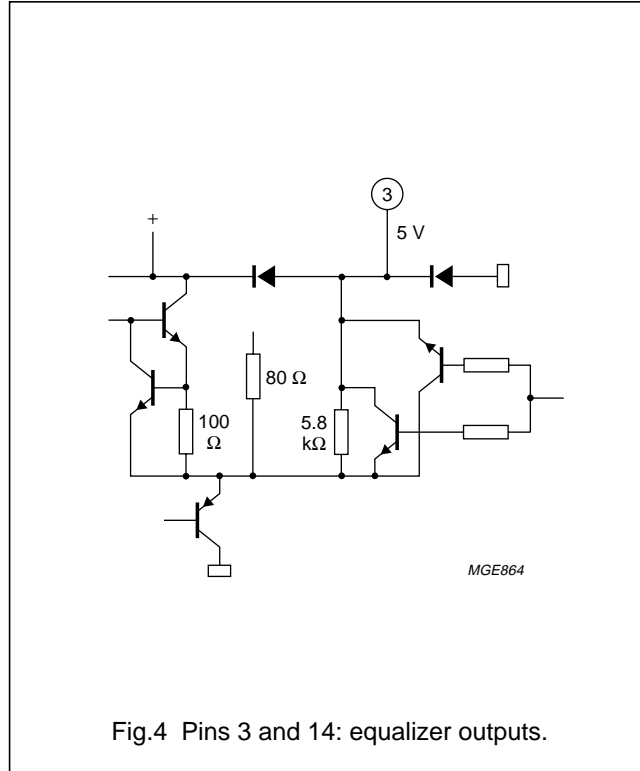 3
+
5 V
80 Ω
100
Ω
5.8
kΩ
MGE864
Fig.4 Pins 3 and 14: equalizer outputs.